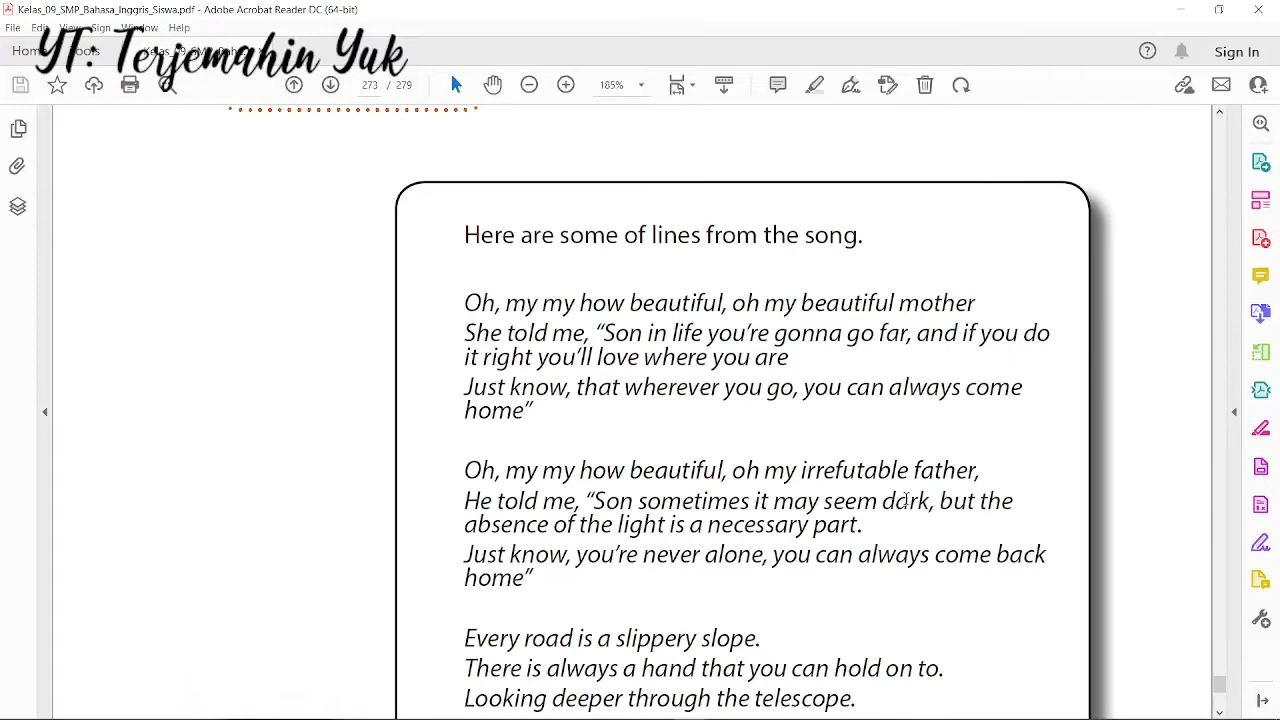 Kelas_09_SMP_Bahasa_Inggris_Siswa.pdf - Adobe Acrobat Reader DC (64-bit)
File Edit View Sign Window Help
YT: Terjemahin Yuk
Home Tools
Sign In
273 / 279
185%
Here are some of lines from the song.
Oh, my my how beautiful, oh my beautiful mother
She told me, “Son in life you’re gonna go far, and if you do
it right you’ll love where you are
Just know, that wherever you go, you can always come
home”
Oh, my my how beautiful, oh my irrefutable father,
He told me, “Son sometimes it may seem dark, but the
absence of the light is a necessary part.
Just know, you’re never alone, you can always come back
home”
Every road is a slippery slope.
There is always a hand that you can hold on to.
Looking deeper through the telescope.